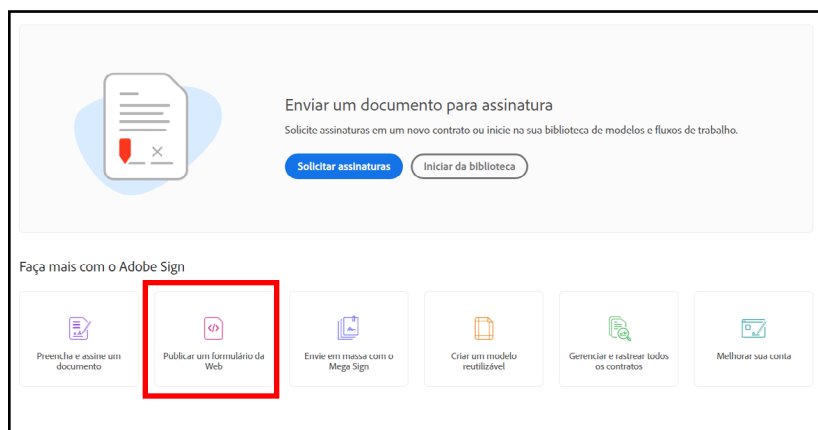 Enviar um documento para assinatura
Solicite assinaturas em um novo contrato ou inicie na sua biblioteca de modelos e fluxos de trabalho.
Solicitar assinaturas
Iniciar da biblioteca
Faça mais com o Adobe Sign
Preencha e assine um
documento
Publicar um formulário da
Web
Envie em massa com o
Mega Sign
Criar um modelo
reutilizável
Gerenciar e rastrear todos
os contratos
Melhorar sua conta